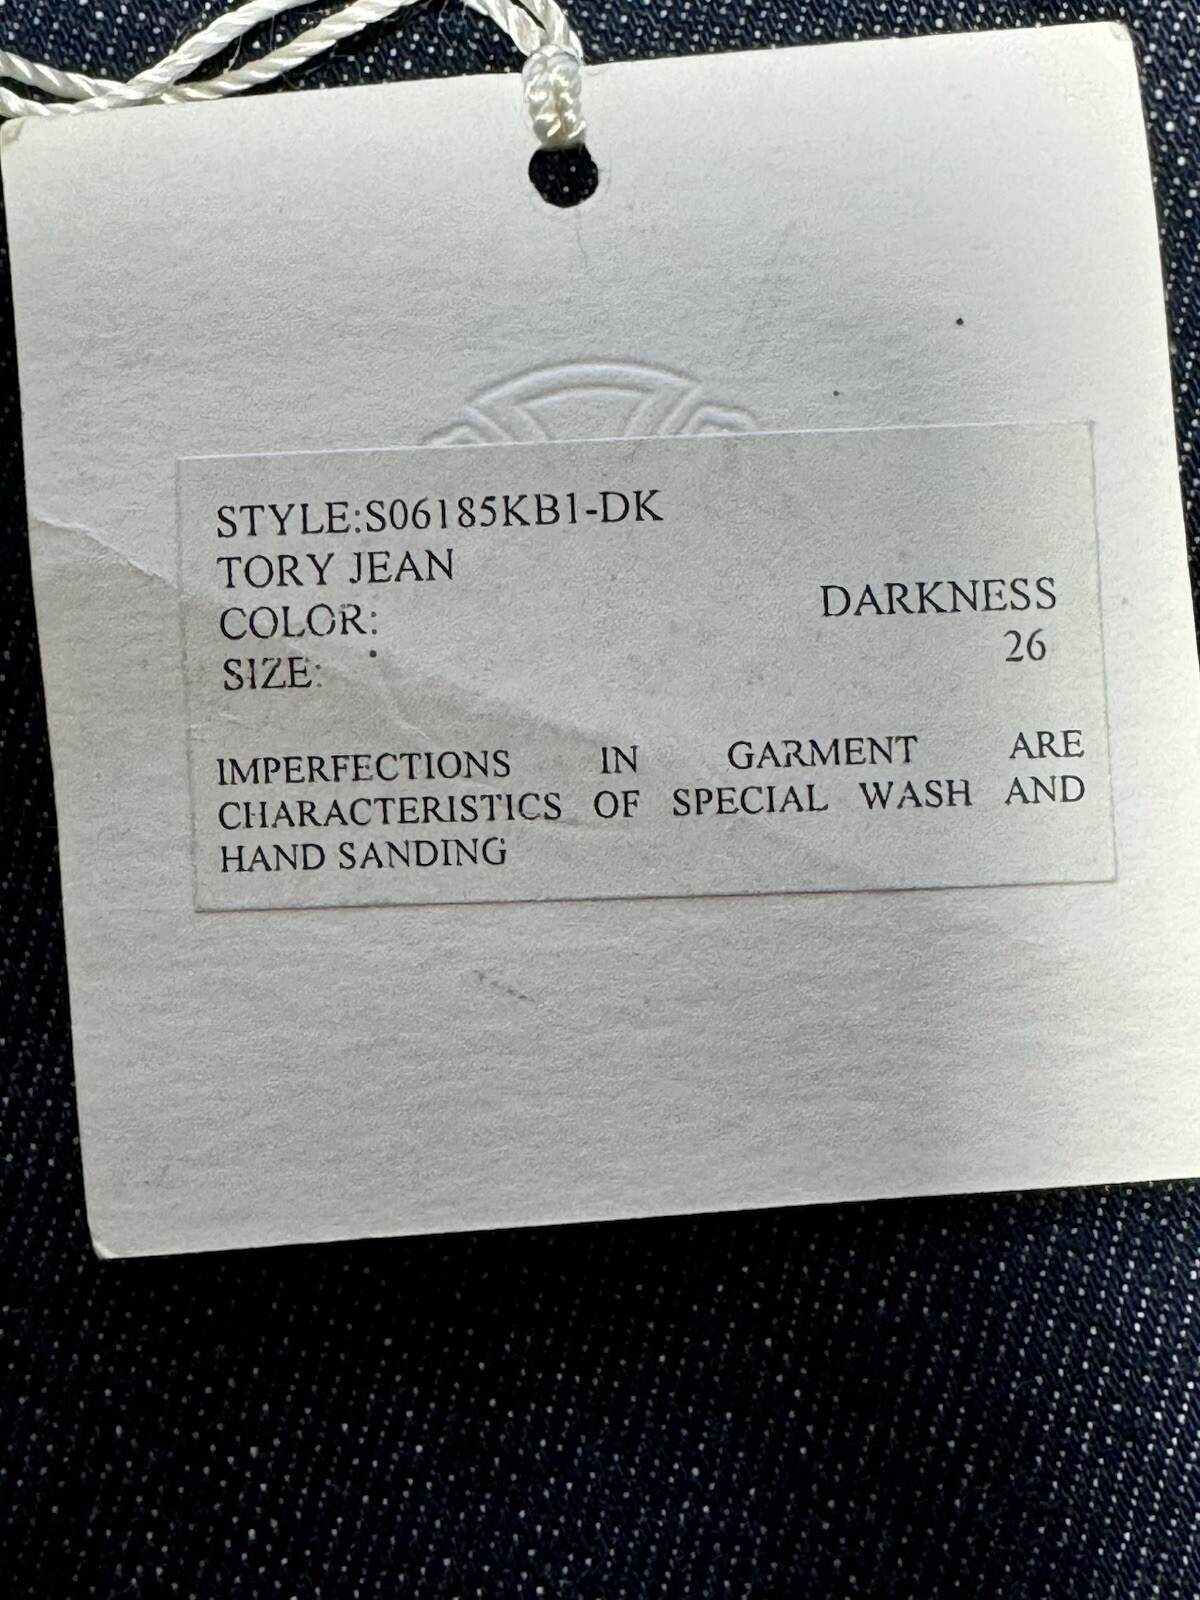 STYLE:S06185KB1-DK
TORY JEAN
COLOR: DARKNESS
SIZE: 26
IMPERFECTIONS IN GARMENT ARE
CHARACTERISTICS OF SPECIAL WASH AND
HAND SANDING